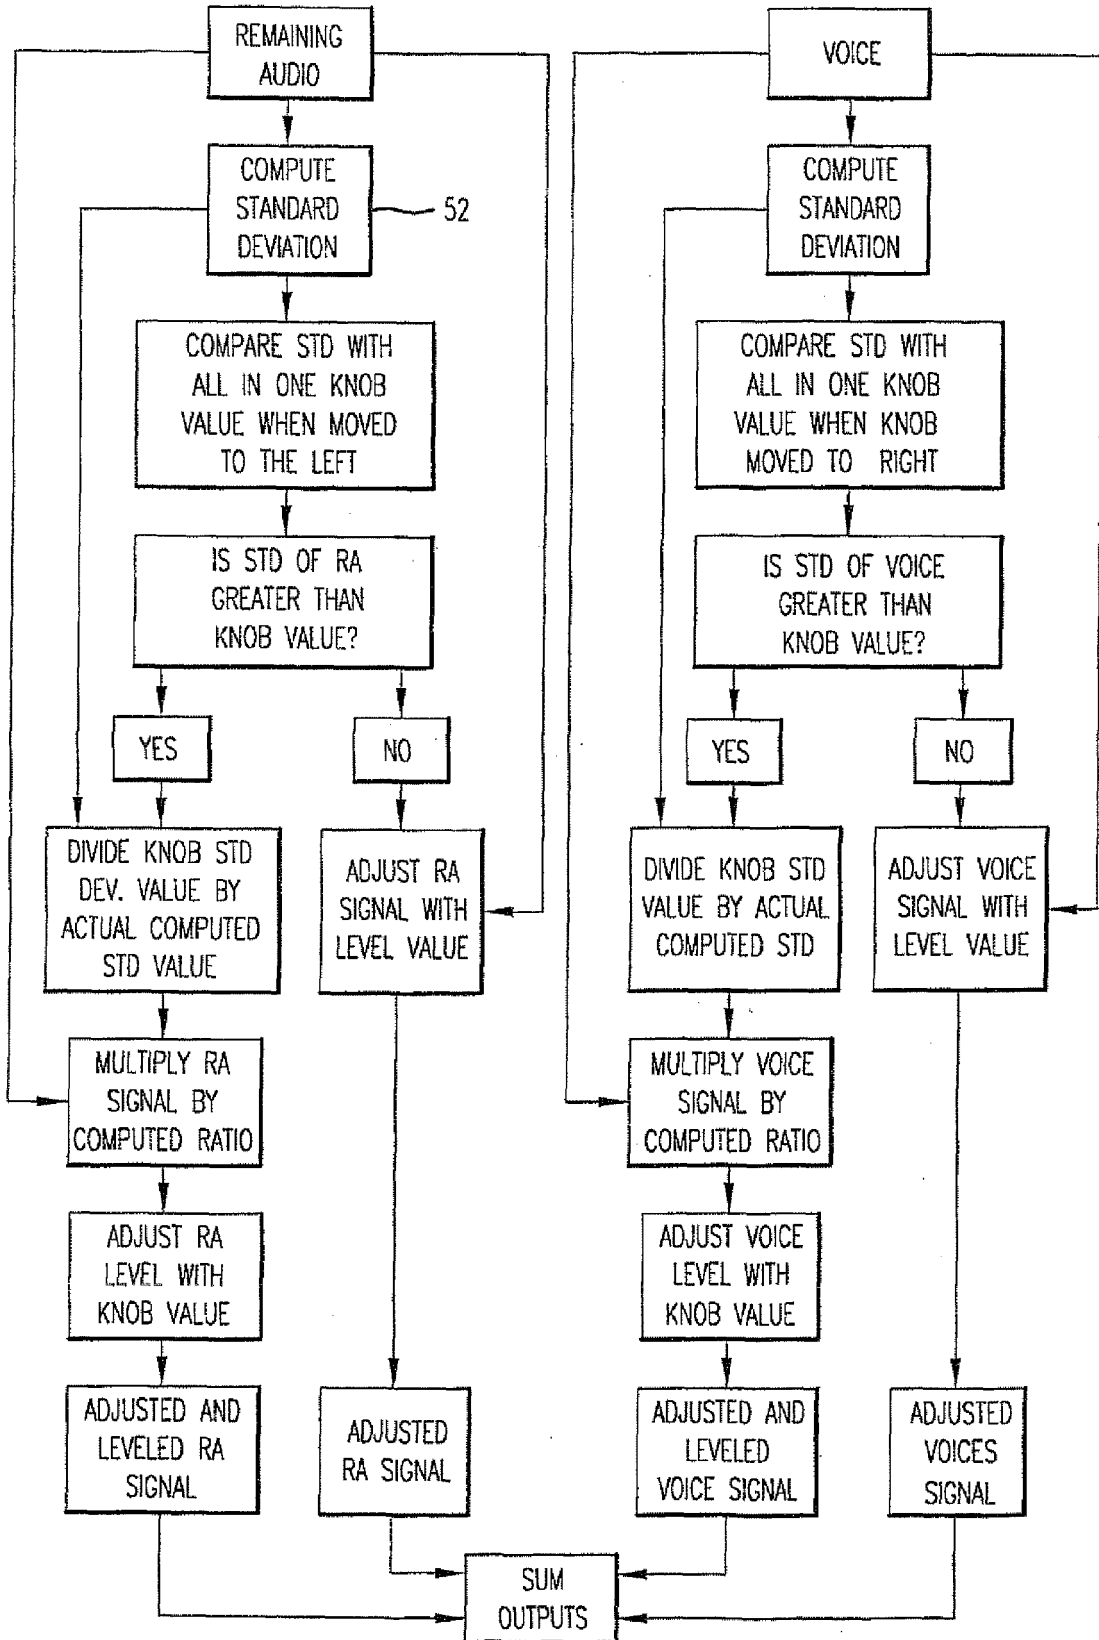 REMAINING
AUDIO
COMPUTE
STANDARD
DEVIATION
52
COMPARE STD WITH
ALL IN ONE KNOB
VALUE WHEN MOVED
TO THE LEFT
IS STD OF RA
GREATER THAN
KNOB VALUE?
YES
NO
DIVIDE KNOB STD
DEV. VALUE BY
ACTUAL COMPUTED
STD VALUE
ADJUST RA
SIGNAL WITH
LEVEL VALUE
MULTIPLY RA
SIGNAL BY
COMPUTED RATIO
ADJUST RA
LEVEL WITH
KNOB VALUE
ADJUSTED AND
LEVELED RA
SIGNAL
ADJUSTED
RA SIGNAL
VOICE
COMPUTE
STANDARD
DEVIATION
COMPARE STD WITH
ALL IN ONE KNOB
VALUE WHEN KNOB
MOVED TO RIGHT
IS STD OF VOICE
GREATER THAN
KNOB VALUE?
YES
NO
DIVIDE KNOB STD
VALUE BY ACTUAL
COMPUTED STD
ADJUST VOICE
SIGNAL WITH
LEVEL VALUE
MULTIPLY VOICE
SIGNAL BY
COMPUTED RATIO
ADJUST VOICE
LEVEL WITH
KNOB VALUE
ADJUSTED AND
LEVELED
VOICE SIGNAL
ADJUSTED
VOICES
SIGNAL
SUM
OUTPUTS